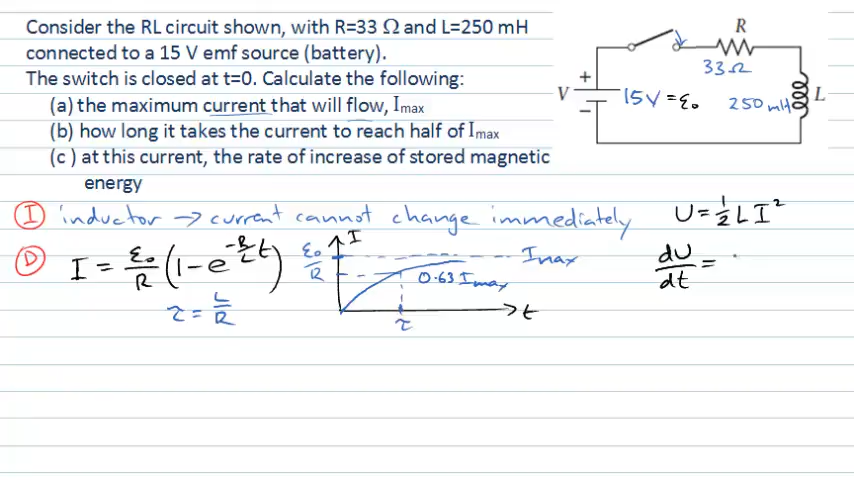 Consider the RL circuit shown, with R=33 Ω and L=250 mH
connected to a 15 V emf source (battery).
The switch is closed at t=0. Calculate the following:
(a) the maximum current that will flow, Imax
(b) how long it takes the current to reach half of Imax
(c ) at this current, the rate of increase of stored magnetic
energy
R
33Ω
+
V
−
15V = ε₀
250 mH
L
I inductor → current cannot change immediately
U = 1/2 L I²
D I = ε₀/R (1 − e^(−R/L t))
τ = L/R
ε₀/R
I
Imax
0.63 Imax
τ
t
dU/dt =